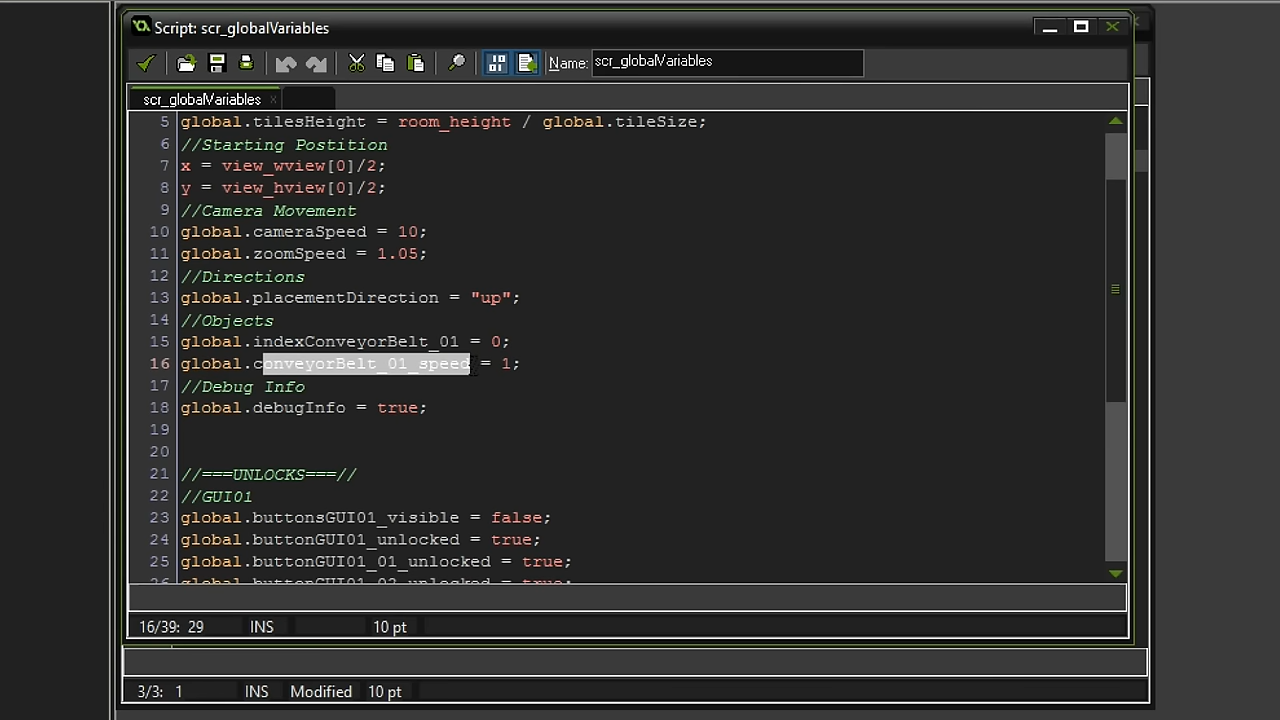 Script: scr_globalVariables
Name: scr_globalVariables
scr_globalVariables ×
5 global.tilesHeight = room_height / global.tileSize;
6 //Starting Postition
7 x = view_wview[0]/2;
8 y = view_hview[0]/2;
9 //Camera Movement
10 global.cameraSpeed = 10;
11 global.zoomSpeed = 1.05;
12 //Directions
13 global.placementDirection = "up";
14 //Objects
15 global.indexConveyorBelt_01 = 0;
16 global.conveyorBelt_01_speed = 1;
17 //Debug Info
18 global.debugInfo = true;
19
20
21 //===UNLOCKS===//
22 //GUI01
23 global.buttonsGUI01_visible = false;
24 global.buttonGUI01_unlocked = true;
25 global.buttonGUI01_01_unlocked = true;
26 global.buttonGUI01_02_unlocked = true;
16/39: 29 INS 10 pt
3/3: 1 INS Modified 10 pt